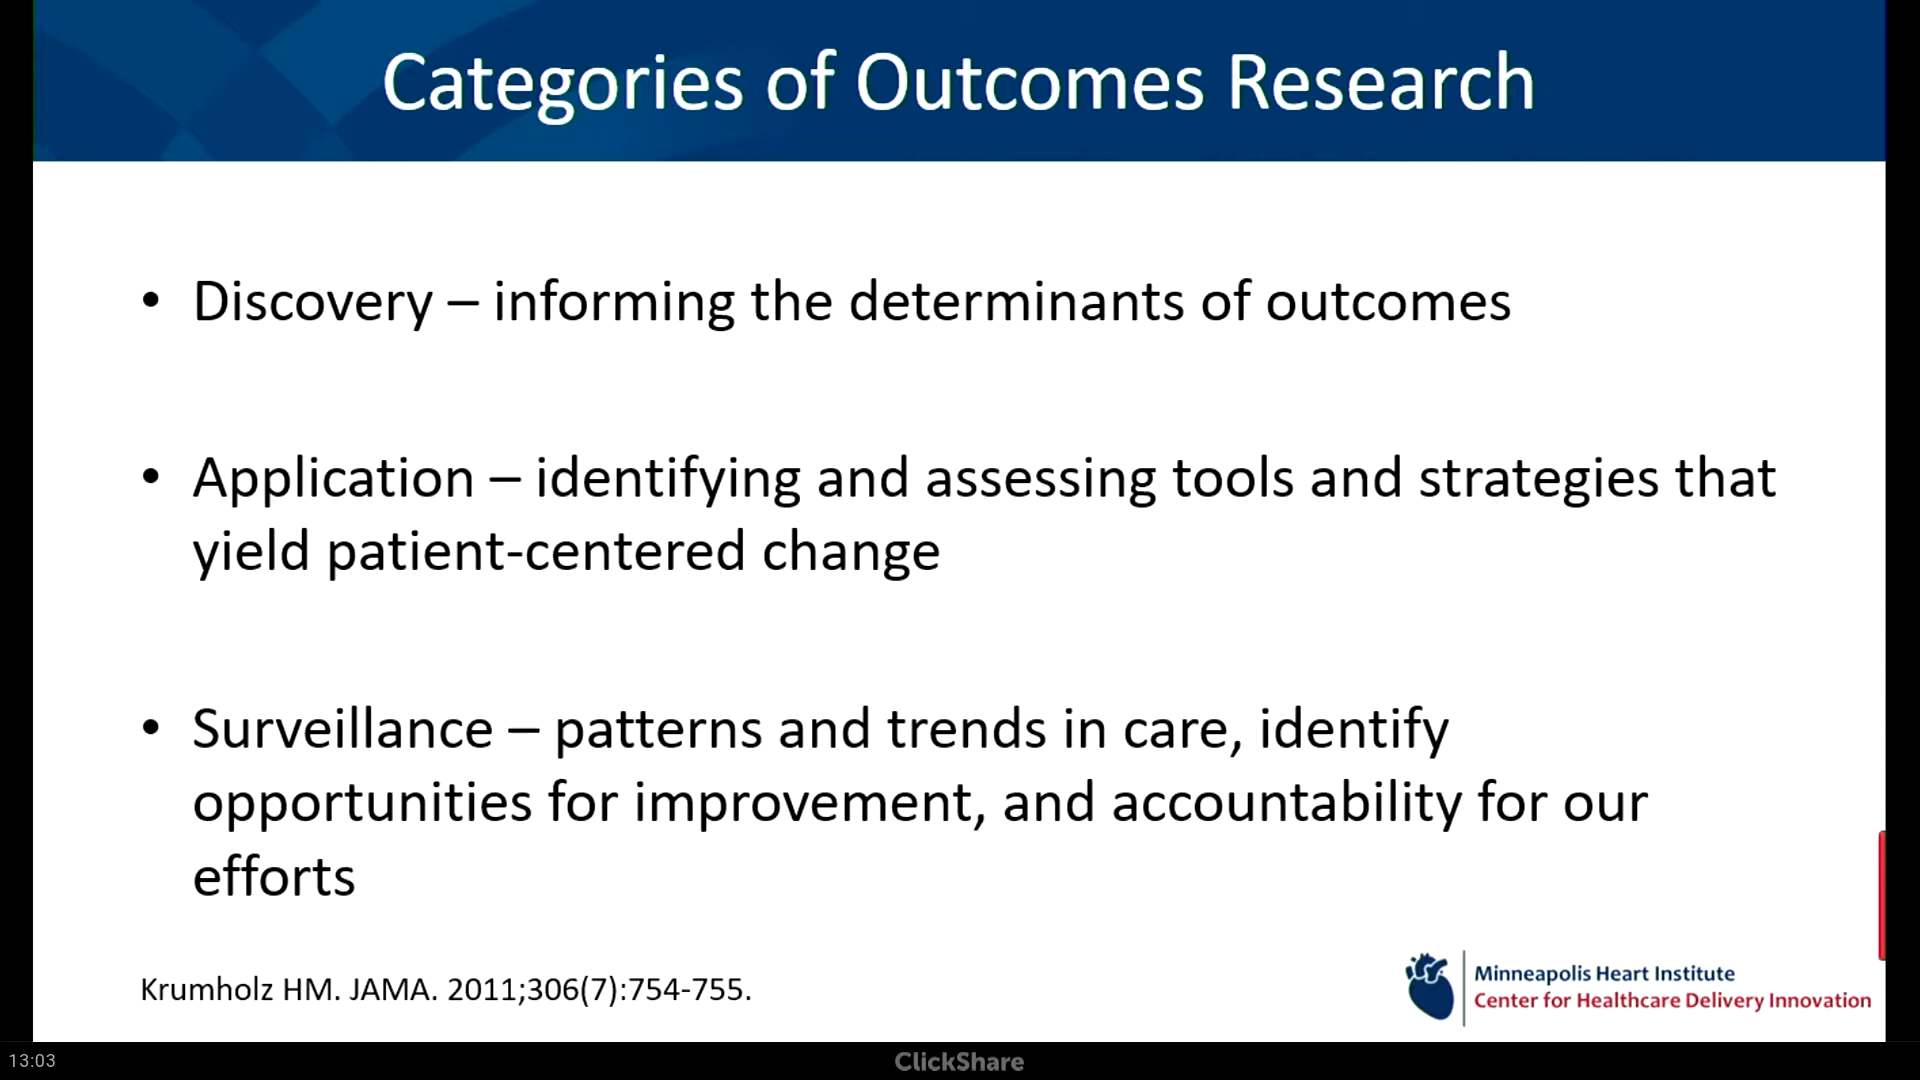 Categories of Outcomes Research
• Discovery – informing the determinants of outcomes
• Application – identifying and assessing tools and strategies that
yield patient-centered change
• Surveillance – patterns and trends in care, identify
opportunities for improvement, and accountability for our
efforts
Krumholz HM. JAMA. 2011;306(7):754-755.
Minneapolis Heart Institute
Center for Healthcare Delivery Innovation
13:03
ClickShare